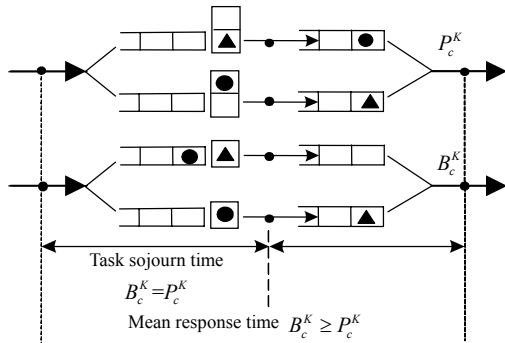 P_c^K
B_c^K
Task sojourn time
B_c^K=P_c^K
Mean response time B_c^K ≥ P_c^K